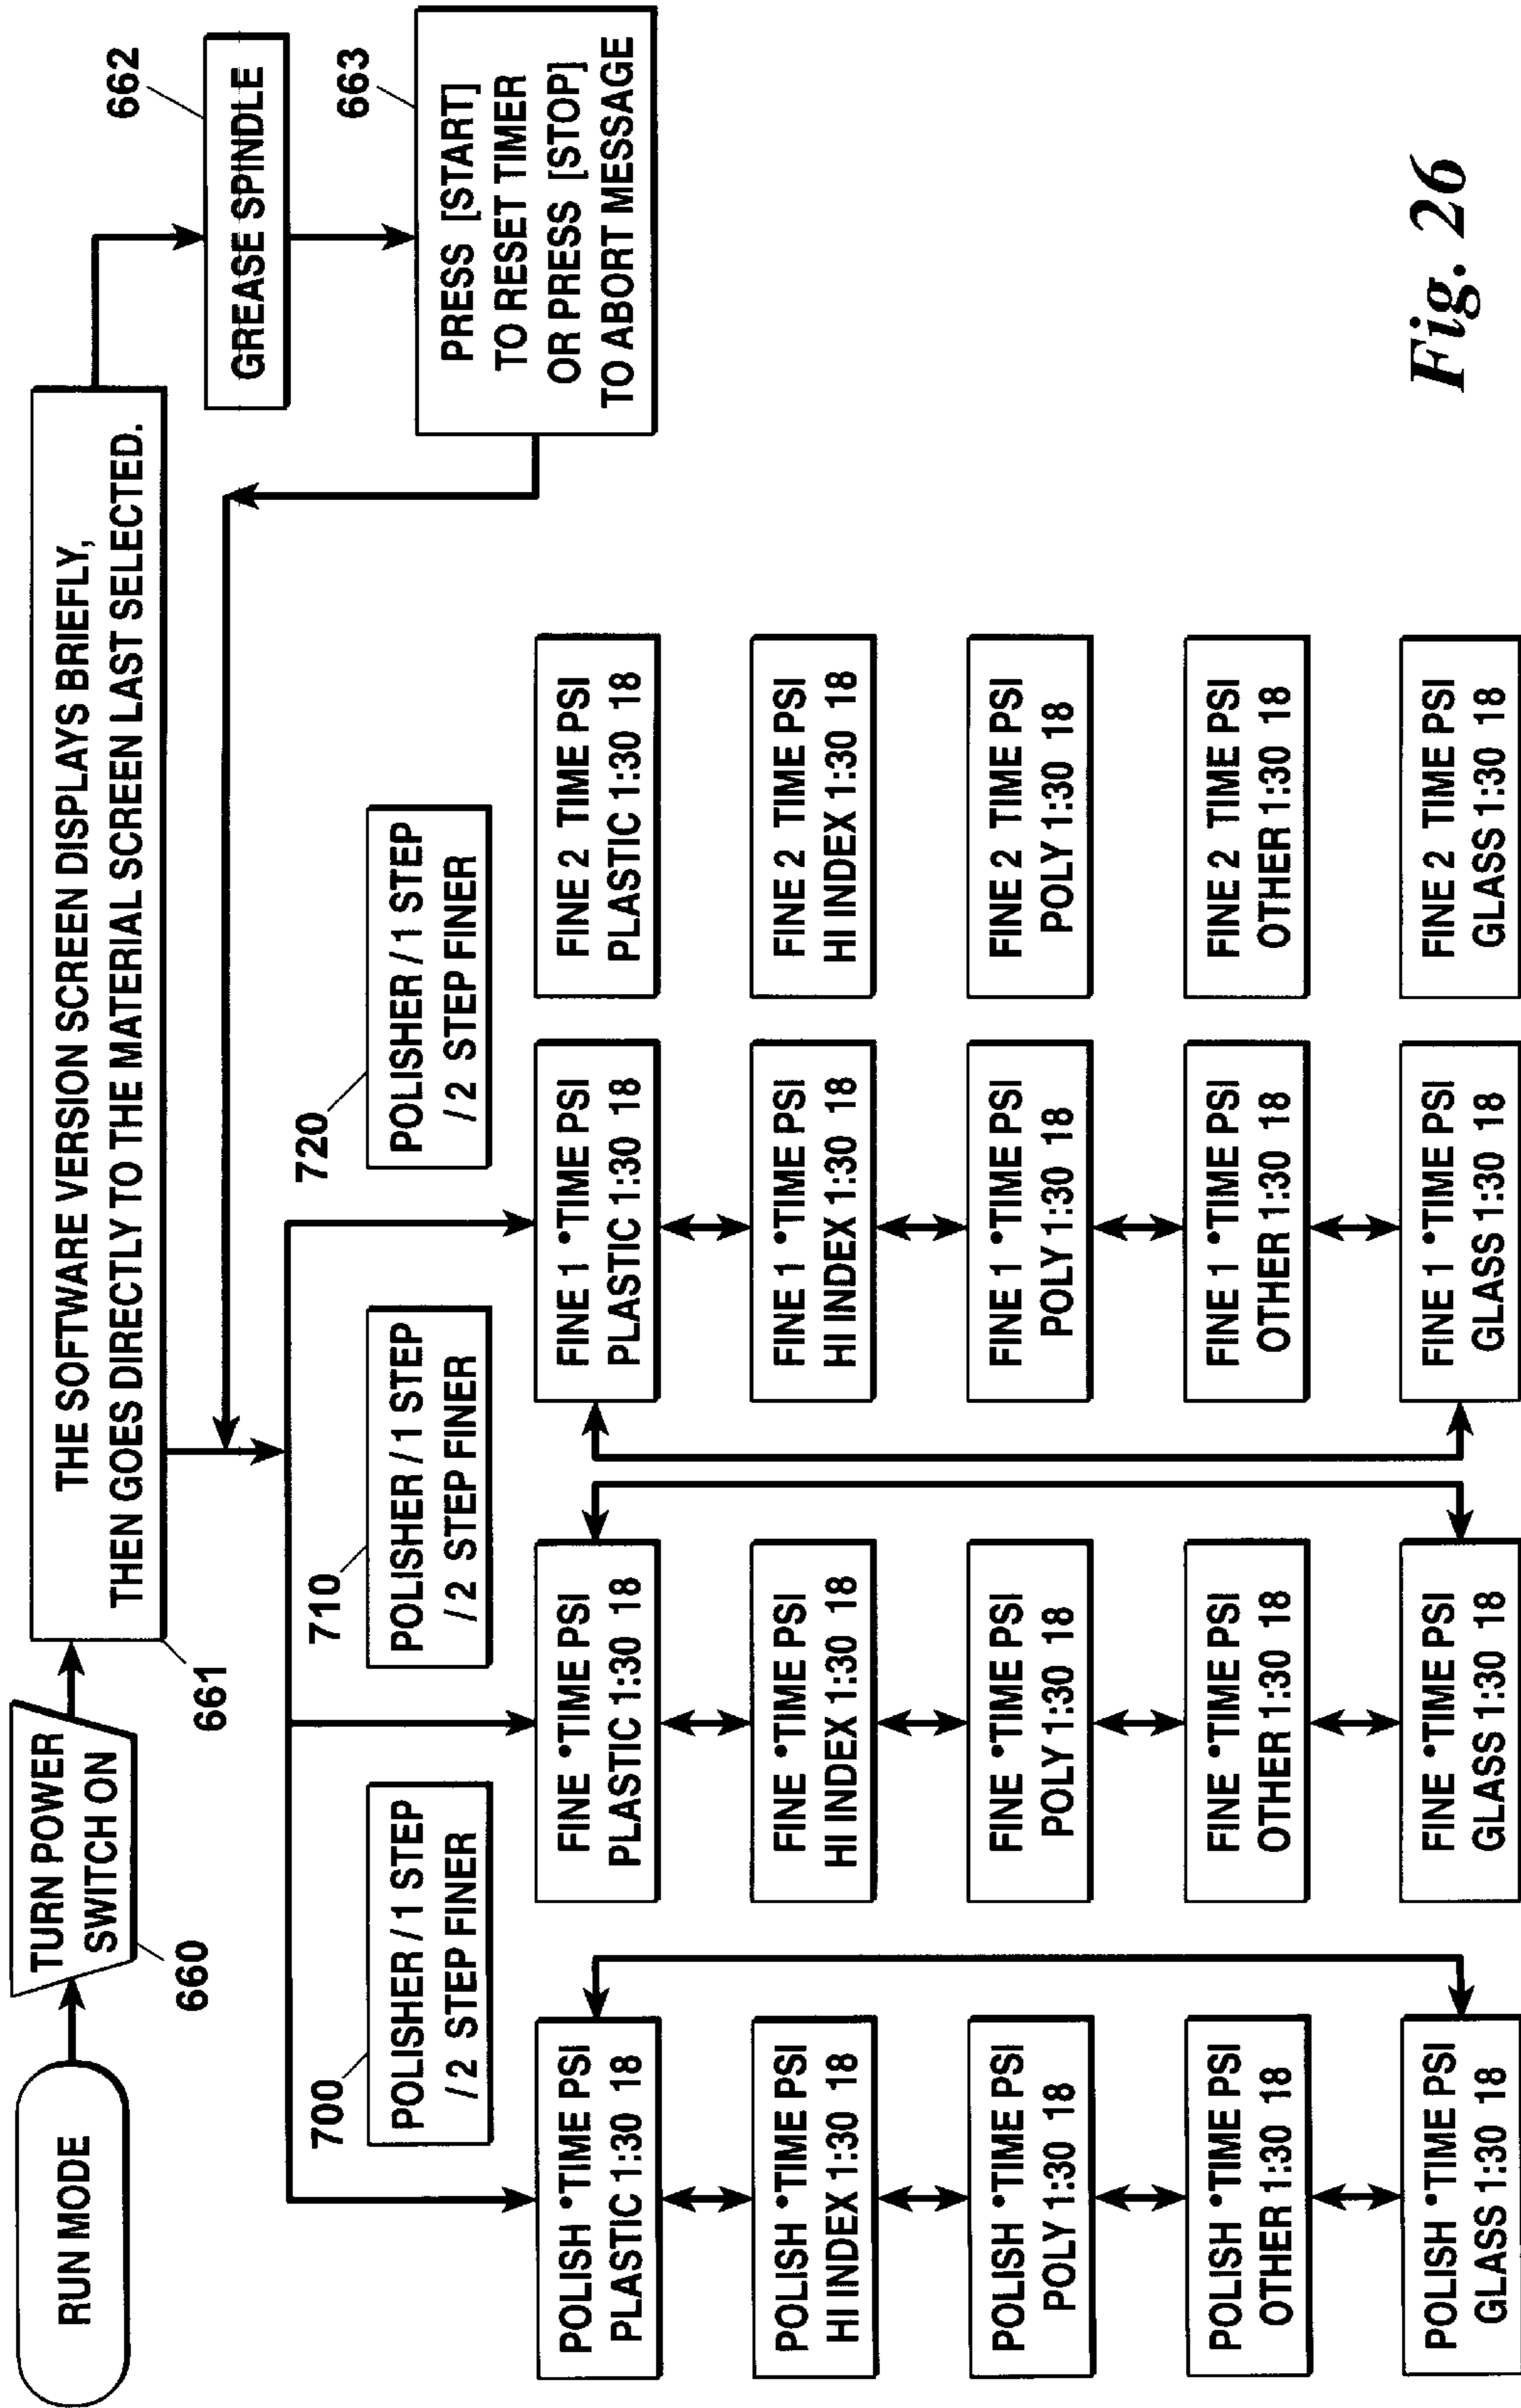 RUN MODE
TURN POWER
SWITCH ON
660
THE SOFTWARE VERSION SCREEN DISPLAYS BRIEFLY,
THEN GOES DIRECTLY TO THE MATERIAL SCREEN LAST SELECTED.
661
GREASE SPINDLE
662
PRESS [START]
TO RESET TIMER
OR PRESS [STOP]
TO ABORT MESSAGE
663
700
POLISHER / 1 STEP
/ 2 STEP FINER
710
POLISHER / 1 STEP
/ 2 STEP FINER
720
POLISHER / 1 STEP
/ 2 STEP FINER
POLISH •TIME PSI
PLASTIC 1:30 18
FINE •TIME PSI
PLASTIC 1:30 18
FINE 1 •TIME PSI
PLASTIC 1:30 18
FINE 2 TIME PSI
PLASTIC 1:30 18
POLISH •TIME PSI
HI INDEX 1:30 18
FINE •TIME PSI
HI INDEX 1:30 18
FINE 1 •TIME PSI
HI INDEX 1:30 18
FINE 2 TIME PSI
HI INDEX 1:30 18
POLISH •TIME PSI
POLY 1:30 18
FINE •TIME PSI
POLY 1:30 18
FINE 1 •TIME PSI
POLY 1:30 18
FINE 2 TIME PSI
POLY 1:30 18
POLISH •TIME PSI
OTHER 1:30 18
FINE •TIME PSI
OTHER 1:30 18
FINE 1 •TIME PSI
OTHER 1:30 18
FINE 2 TIME PSI
OTHER 1:30 18
POLISH •TIME PSI
GLASS 1:30 18
FINE •TIME PSI
GLASS 1:30 18
FINE 1 •TIME PSI
GLASS 1:30 18
FINE 2 TIME PSI
GLASS 1:30 18
Fig. 26